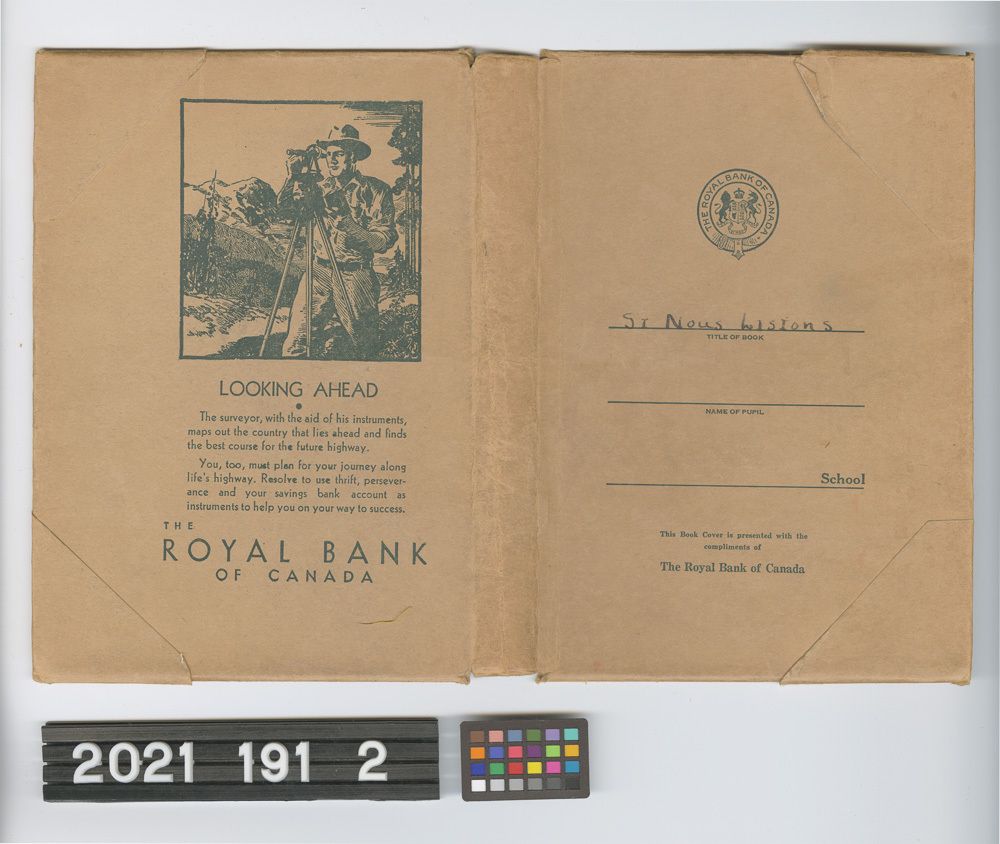 LOOKING AHEAD
The surveyor, with the aid of his instruments,
maps out the country that lies ahead and finds
the best course for the future highway.
You, too, must plan for your journey along
life's highway. Resolve to use thrift, persever-
ance and your savings bank account as
instruments to help you on your way to success.
THE
ROYAL BANK
OF CANADA
THE ROYAL BANK OF CANADA
SI Nous Lisions
TITLE OF BOOK
NAME OF PUPIL
School
This Book Cover is presented with the
compliments of
The Royal Bank of Canada
2021 191 2